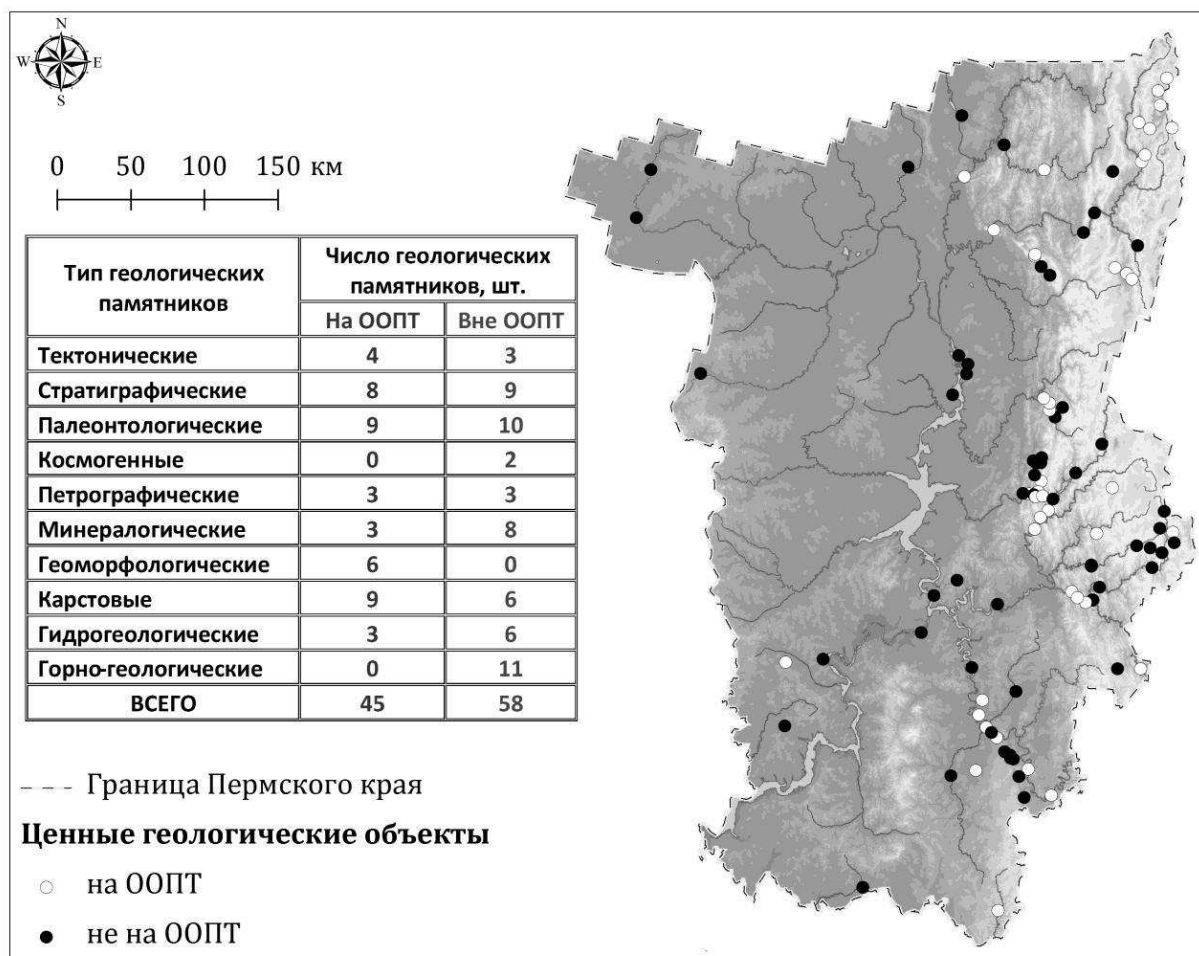 N
W E
S
0 50 100 150 км
Тип геологических памятников
Число геологических памятников, шт.
На ООПТ Вне ООПТ
Тектонические 4 3
Стратиграфические 8 9
Палеонтологические 9 10
Космогенные 0 2
Петрографические 3 3
Минералогические 3 8
Геоморфологические 6 0
Карстовые 9 6
Гидрогеологические 3 6
Горно-геологические 0 11
ВСЕГО 45 58
Граница Пермского края
Ценные геологические объекты
на ООПТ
не на ООПТ